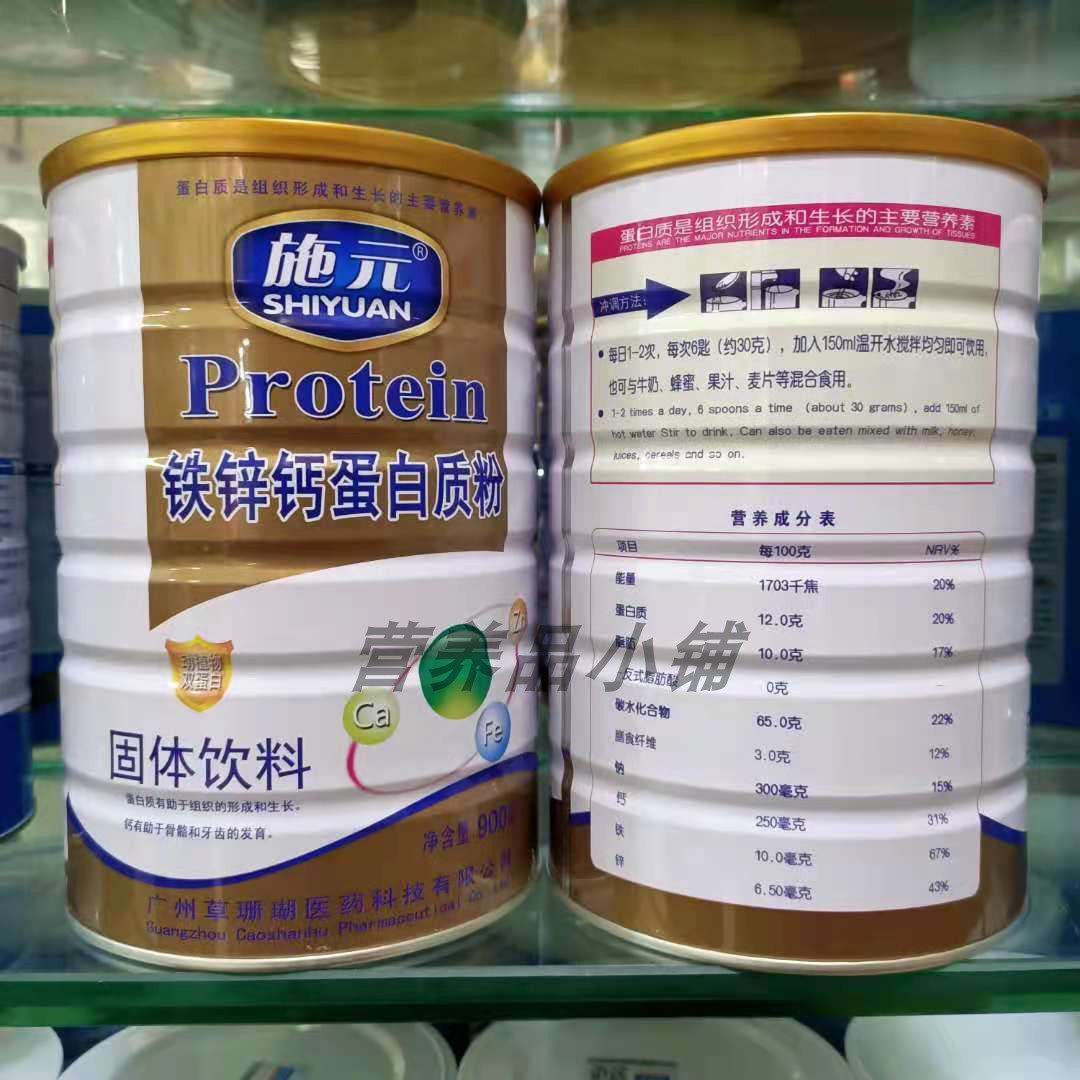 蛋白质是组织形成和生长的主要营养素
施元®
SHIYUAN
Protein
铁锌钙蛋白质粉
动植物
双蛋白
Zn
Ca
Fe
固体饮料
蛋白质有助于组织的形成和生长。
钙有助于骨骼和牙齿的发育。
净含量 900
广州草珊瑚医药科技有限公司
Guangzhou Caoshanhu Pharmaceutical Co
营养品小铺
蛋白质是组织形成和生长的主要营养素
PROTEINS ARE THE MAJOR NUTRIENTS IN THE FORMATION AND GROWTH OF TISSUES
冲调方法：
● 每日1-2次，每次6匙（约30克），加入150ml温开水搅拌均匀即可饮用，
也可与牛奶、蜂蜜、果汁、麦片等混合食用。
● 1-2 times a day, 6 spoons a time （about 30 grams）, add 150ml of
hot water Stir to drink. Can also be eaten mixed with milk, honey,
juices, cereals and so on.
营养成分表
项目 每100克 NRV%
能量 1703千焦 20%
蛋白质 12.0克 20%
脂肪 10.0克 17%
反式脂肪酸 0克
碳水化合物 65.0克 22%
膳食纤维 3.0克 12%
钠 300毫克 15%
钙 250毫克 31%
铁 10.0毫克 67%
锌 6.50毫克 43%